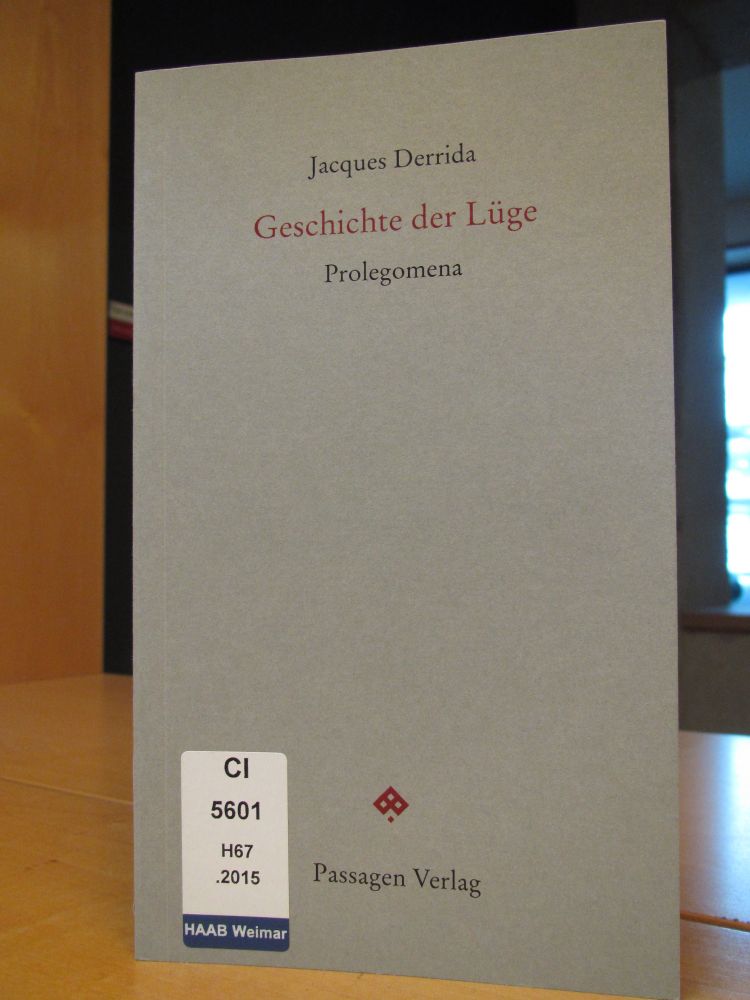 Jacques Derrida
Geschichte der Lüge
Prolegomena
CI
5601
H67
.2015
HAAB Weimar
Passagen Verlag